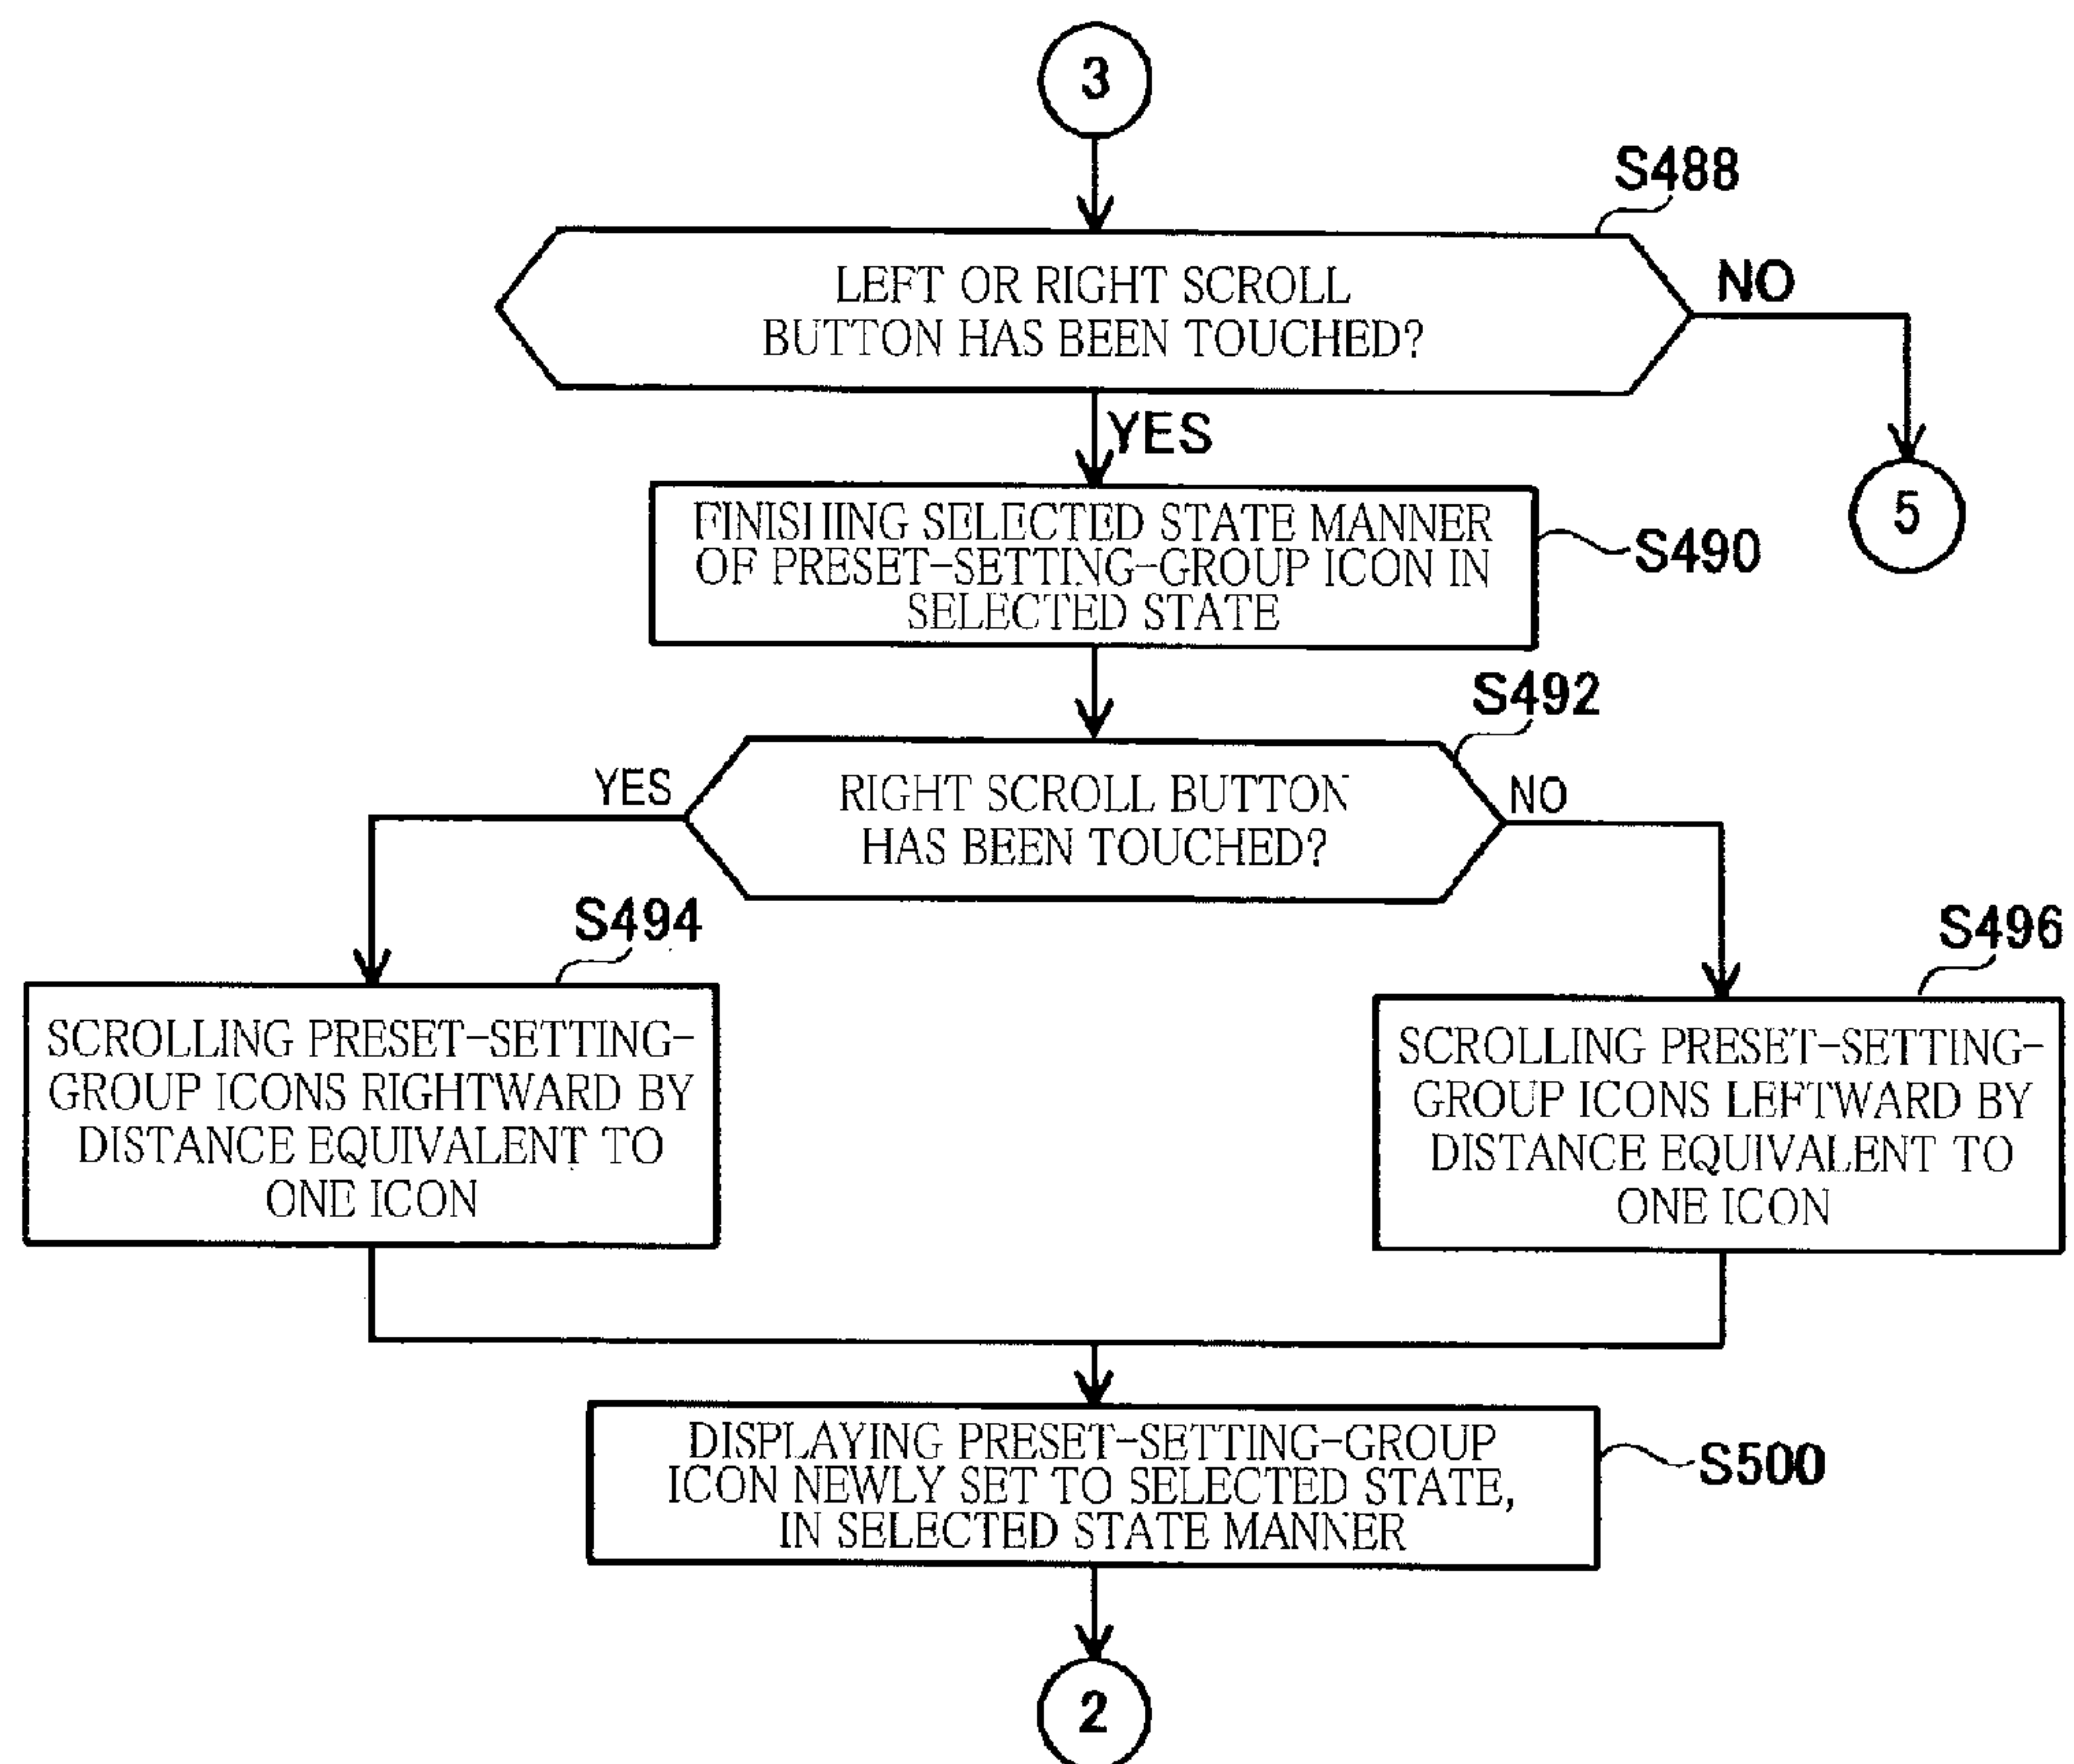 3
S488
LEFT OR RIGHT SCROLL
BUTTON HAS BEEN TOUCHED?
NO
YES
5
FINISHING SELECTED STATE MANNER
OF PRESET-SETTING-GROUP ICON IN
SELECTED STATE
S490
S492
YES
RIGHT SCROLL BUTTON
HAS BEEN TOUCHED?
NO
S494
SCROLLING PRESET-SETTING-
GROUP ICONS RIGHTWARD BY
DISTANCE EQUIVALENT TO
ONE ICON
S496
SCROLLING PRESET-SETTING-
GROUP ICONS LEFTWARD BY
DISTANCE EQUIVALENT TO
ONE ICON
DISPLAYING PRESET-SETTING-GROUP
ICON NEWLY SET TO SELECTED STATE,
IN SELECTED STATE MANNER
S500
2